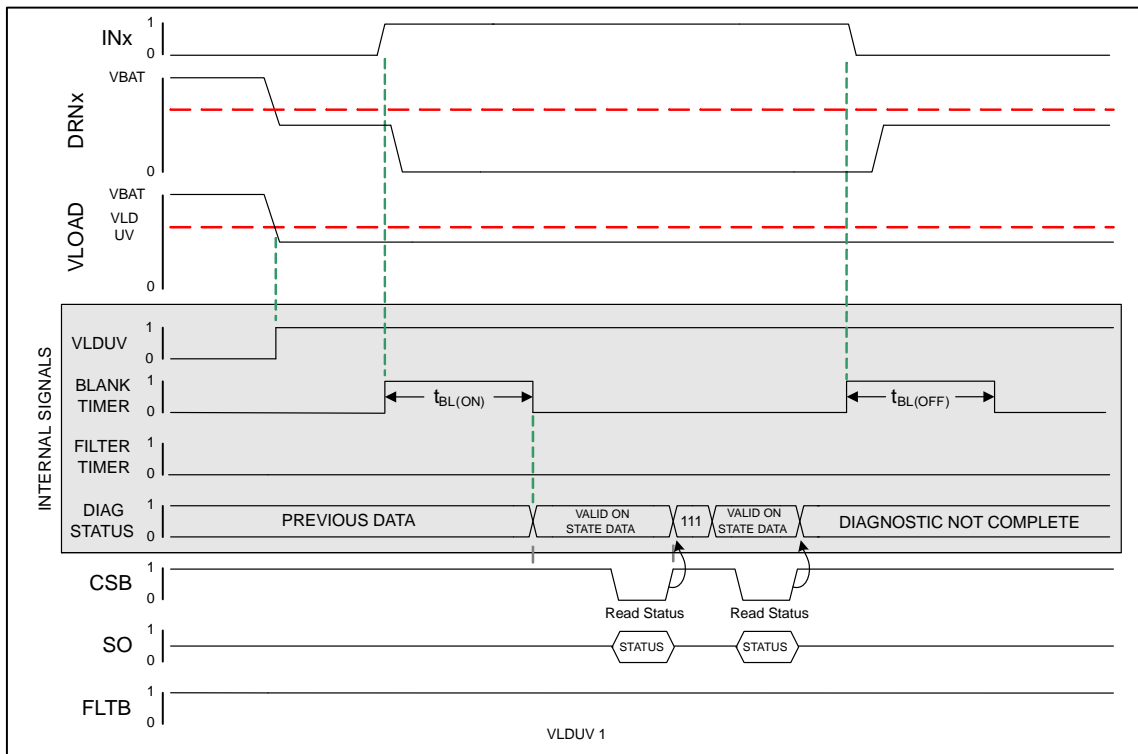 INx
1
0
DRNx
VBAT
0
VLOAD
VBAT
VLD
UV
0
INTERNAL SIGNALS
VLDUV
1
0
BLANK
TIMER
1
0
tBL(ON)
tBL(OFF)
FILTER
TIMER
1
0
DIAG
STATUS
1
0
PREVIOUS DATA
VALID ON
STATE DATA
111
VALID ON
STATE DATA
DIAGNOSTIC NOT COMPLETE
CSB
1
0
Read Status
Read Status
SO
1
0
STATUS
STATUS
FLTB
1
0
VLDUV 1